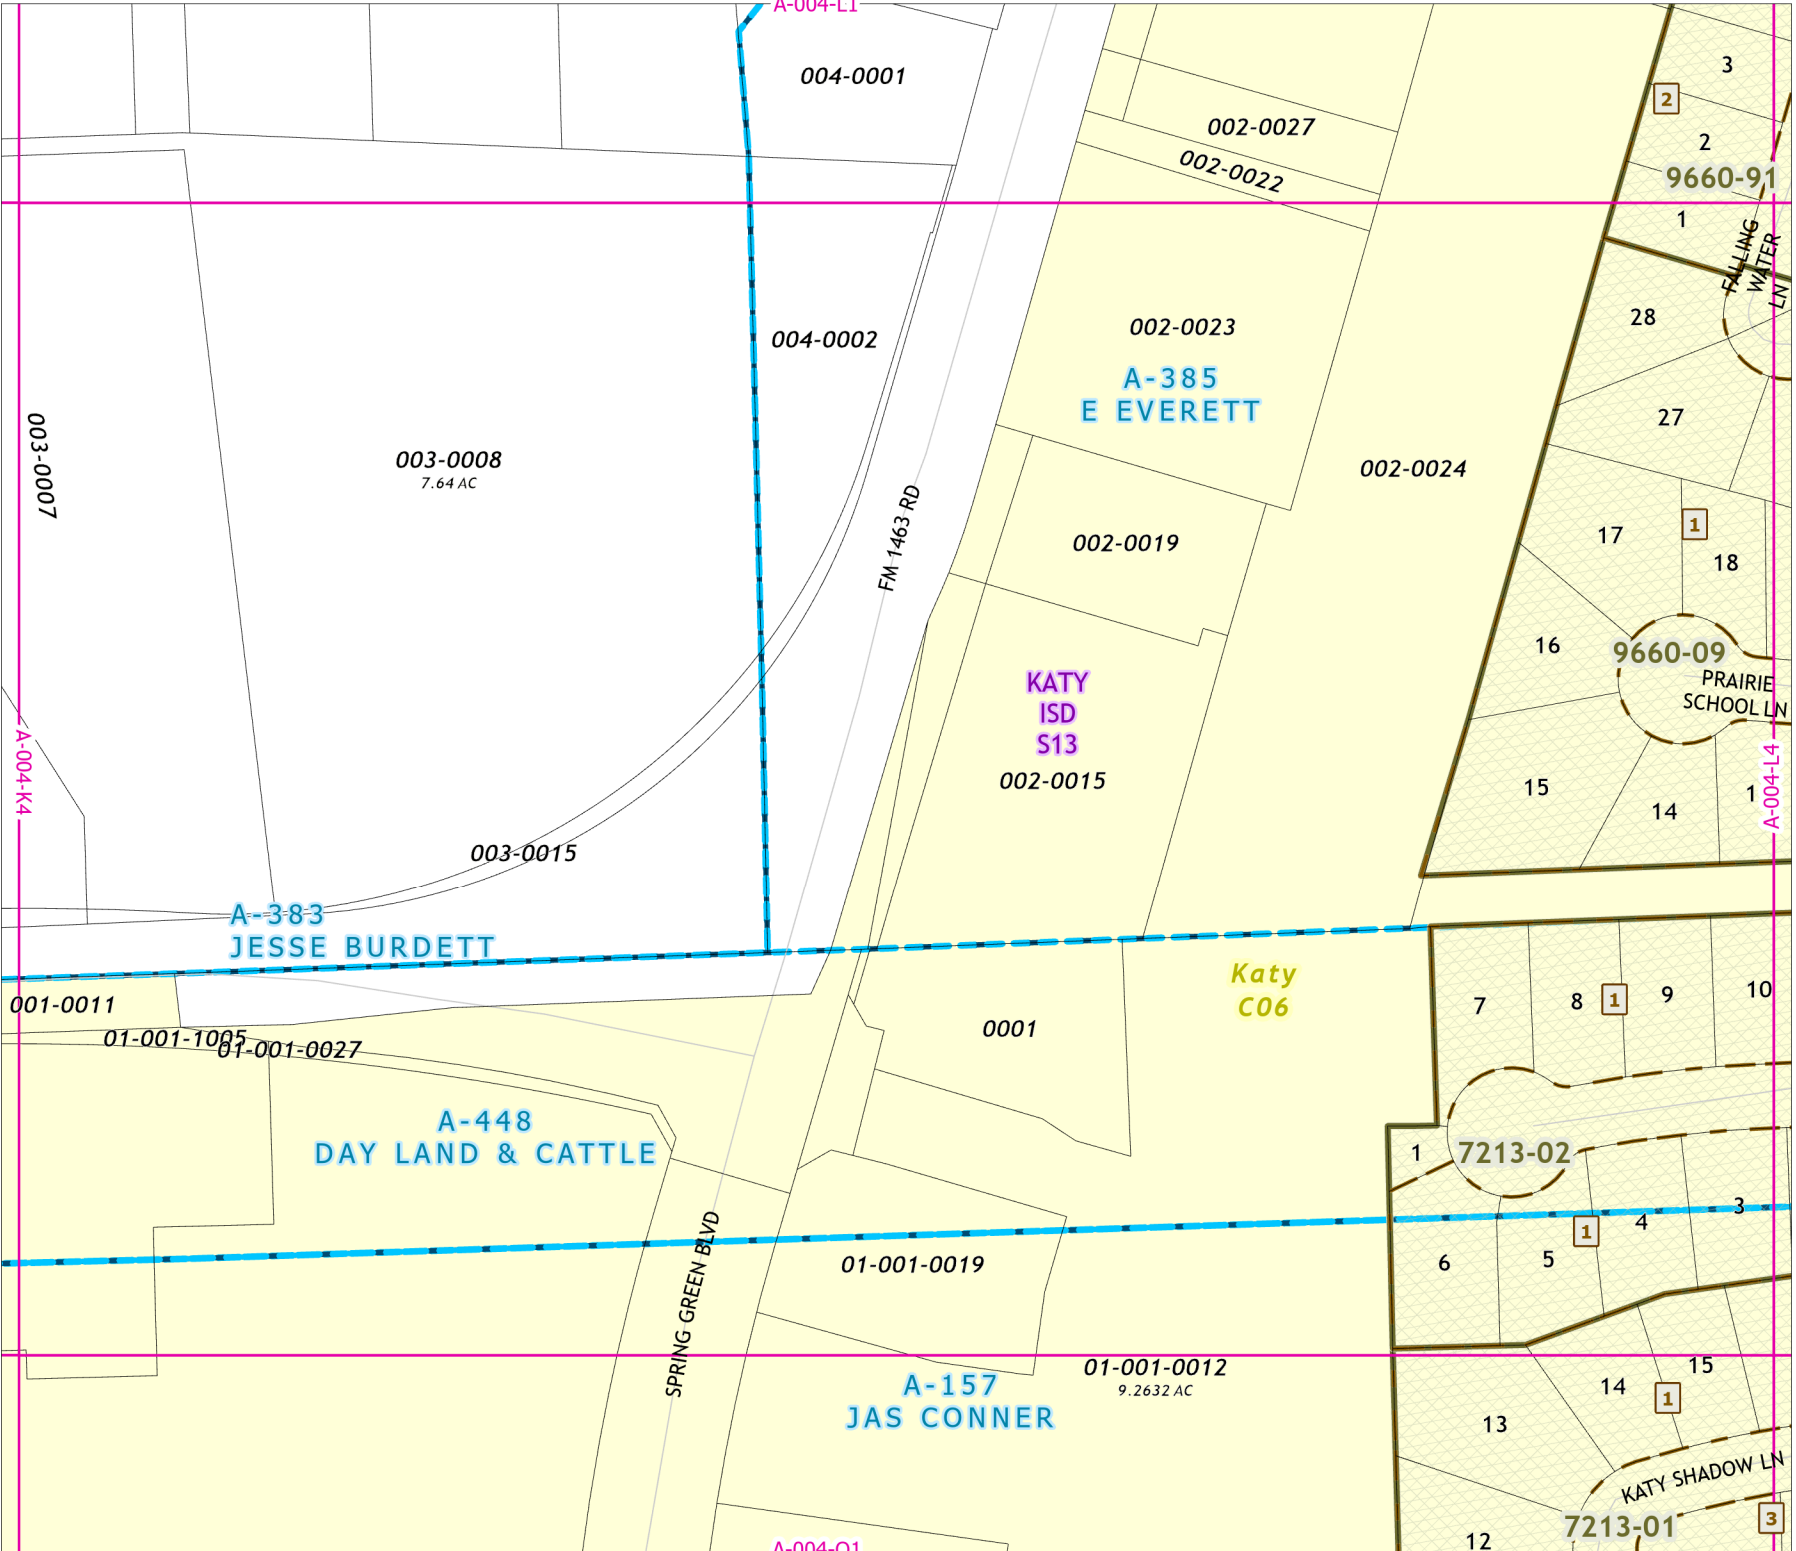 A-004-L1
004-0001
3
2
002-0027
2
002-0022
9660-91
1
FALLING
WATER
LN
28
002-0023
004-0002
A-385
E EVERETT
27
003-0007
003-0008
7.64 AC
002-0024
FM 1463 RD
002-0019
17
1
18
16
9660-09
PRAIRIE
SCHOOL LN
KATY
ISD
S13
002-0015
A-004-K4
A-004-L4
15
14
1
003-0015
A-383
JESSE BURDETT
Katy
C06
001-0011
0001
7
8
1
9
10
01-001-1005
01-001-0027
A-448
DAY LAND & CATTLE
1
7213-02
3
4
1
5
6
01-001-0019
SPRING GREEN BLVD
01-001-0012
9.2632 AC
A-157
JAS CONNER
15
14
1
13
KATY SHADOW LN
7213-01
3
12
A-004-Q1